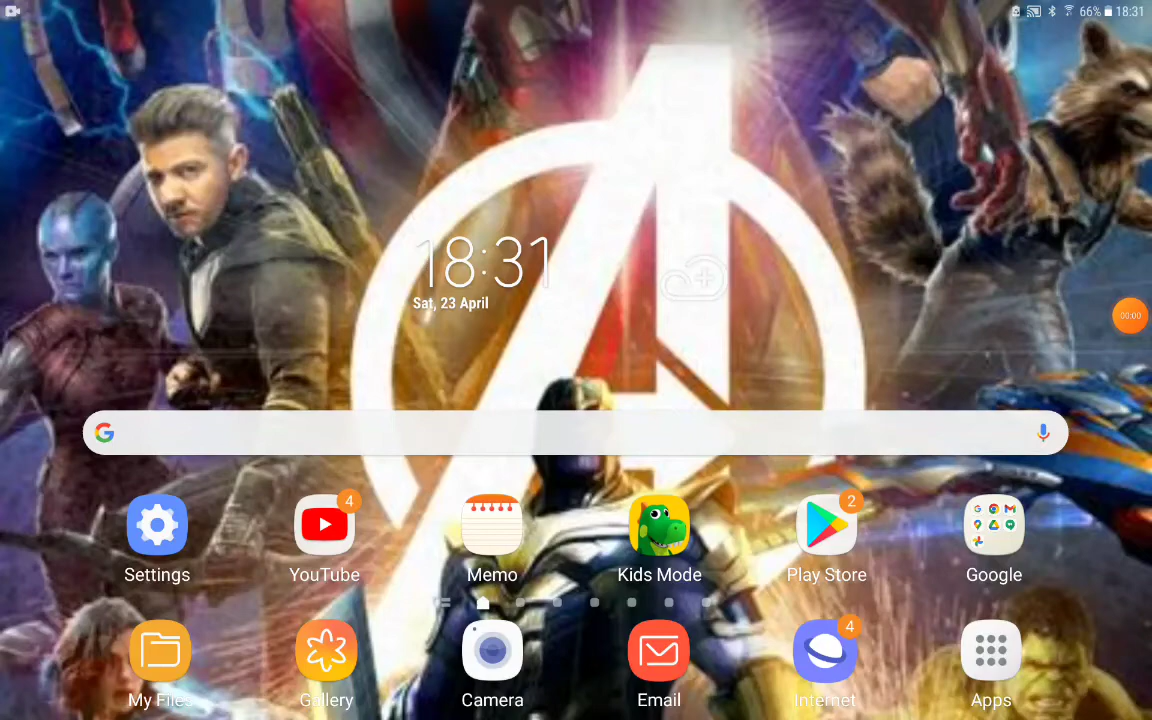 66% 18:31
18:31
Sat, 23 April
00:00
4
2
Settings
YouTube
Memo
Kids Mode
Play Store
Google
4
My Files
Gallery
Camera
Email
Internet
Apps